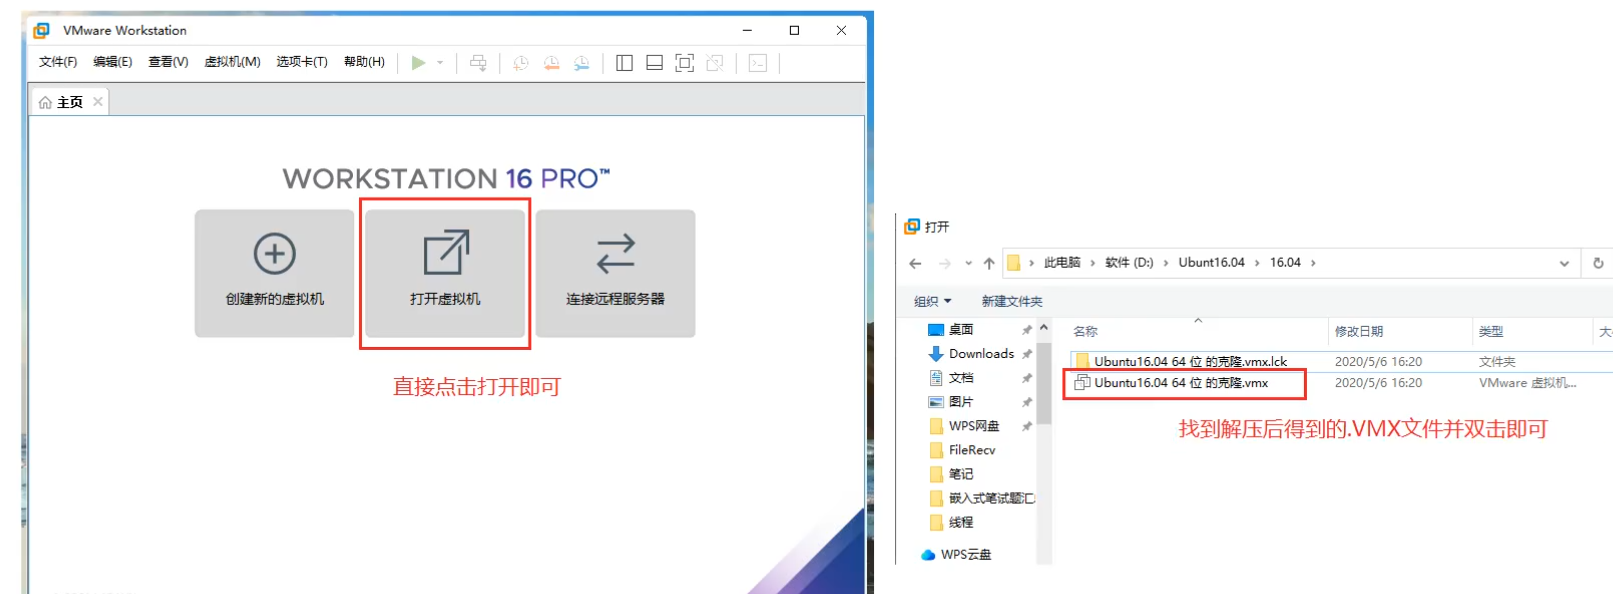 VMware Workstation
文件(F) 编辑(E) 查看(V) 虚拟机(M) 选项卡(T) 帮助(H)
主页
WORKSTATION 16 PRO™
创建新的虚拟机
打开虚拟机
连接远程服务器
直接点击打开即可
打开
此电脑 › 软件 (D:) › Ubunt16.04 › 16.04 ›
组织 新建文件夹
名称 修改日期 类型 大
桌面
Downloads
文档
图片
WPS网盘
FileRecv
笔记
嵌入式笔试题汇
线程
WPS云盘
Ubuntu16.04 64 位 的克隆.vmx.lck 2020/5/6 16:20 文件夹
Ubuntu16.04 64 位 的克隆.vmx 2020/5/6 16:20 VMware 虚拟机...
找到解压后得到的.VMX文件并双击即可